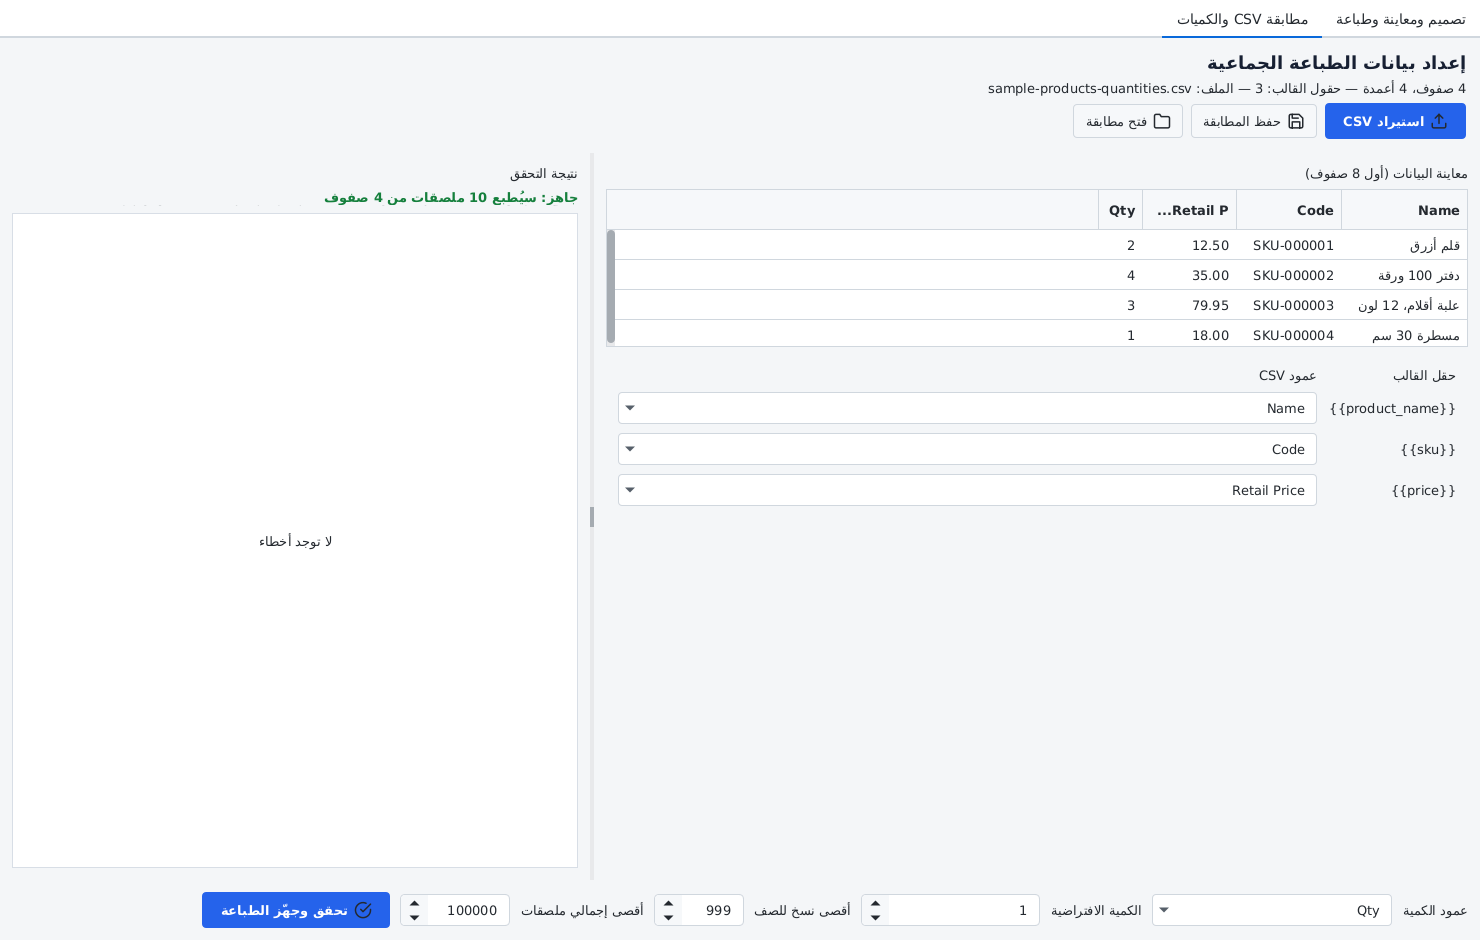 تصميم ومعاينة وطباعة
مطابقة CSV والكميات
إعداد بيانات الطباعة الجماعية
4 صفوف، 4 أعمدة — حقول القالب: 3 — الملف: sample-products-quantities.csv
استيراد CSV
حفظ المطابقة
فتح مطابقة
معاينة البيانات (أول 8 صفوف)
Name Code Retail P... Qty
قلم أزرق SKU-000001 12.50 2
دفتر 100 ورقة SKU-000002 35.00 4
علبة أقلام، 12 لون SKU-000003 79.95 3
مسطرة 30 سم SKU-000004 18.00 1
حقل القالب عمود CSV
{{product_name}} Name
{{sku}} Code
{{price}} Retail Price
نتيجة التحقق
جاهز: سيُطبع 10 ملصقات من 4 صفوف
لا توجد أخطاء
عمود الكمية Qty الكمية الافتراضية 1 أقصى نسخ للصف 999 أقصى إجمالي ملصقات 100000 تحقق وجهّز الطباعة